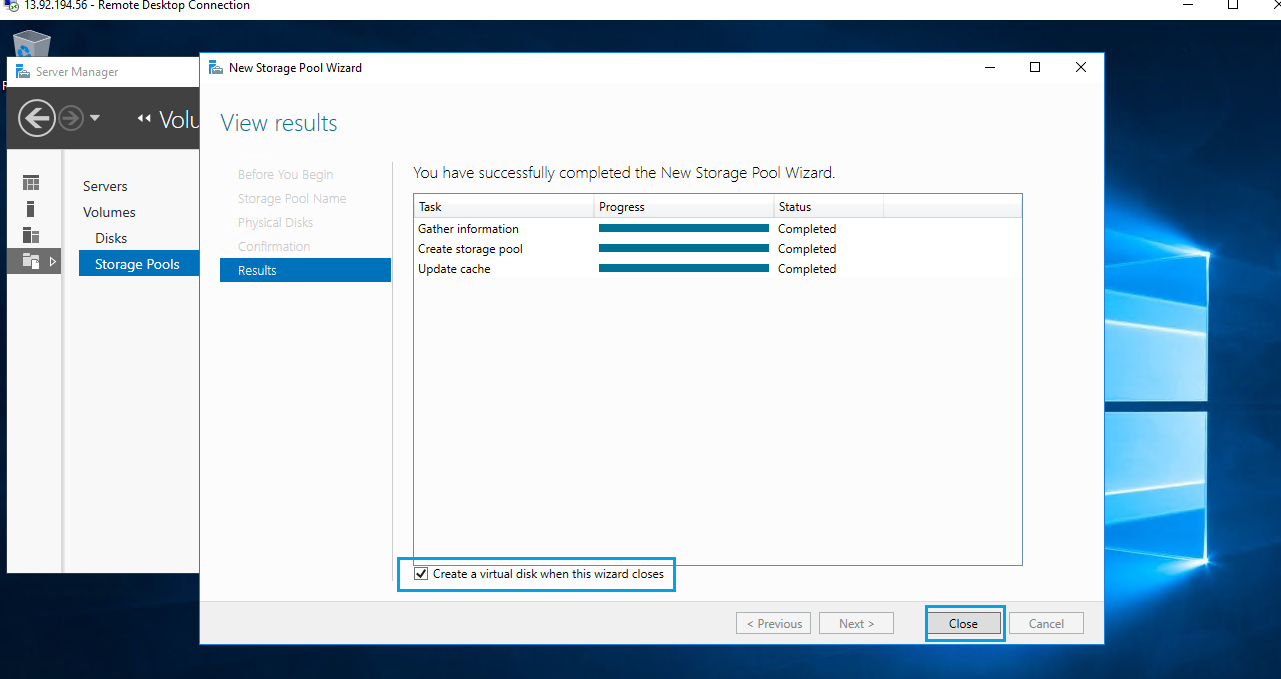 13.92.194.56 - Remote Desktop Connection
Server Manager
Volu
Servers
Volumes
Disks
Storage Pools
New Storage Pool Wizard
View results
Before You Begin
Storage Pool Name
Physical Disks
Confirmation
Results
You have successfully completed the New Storage Pool Wizard.
Task Progress Status
Gather information Completed
Create storage pool Completed
Update cache Completed
Create a virtual disk when this wizard closes
< Previous Next > Close Cancel